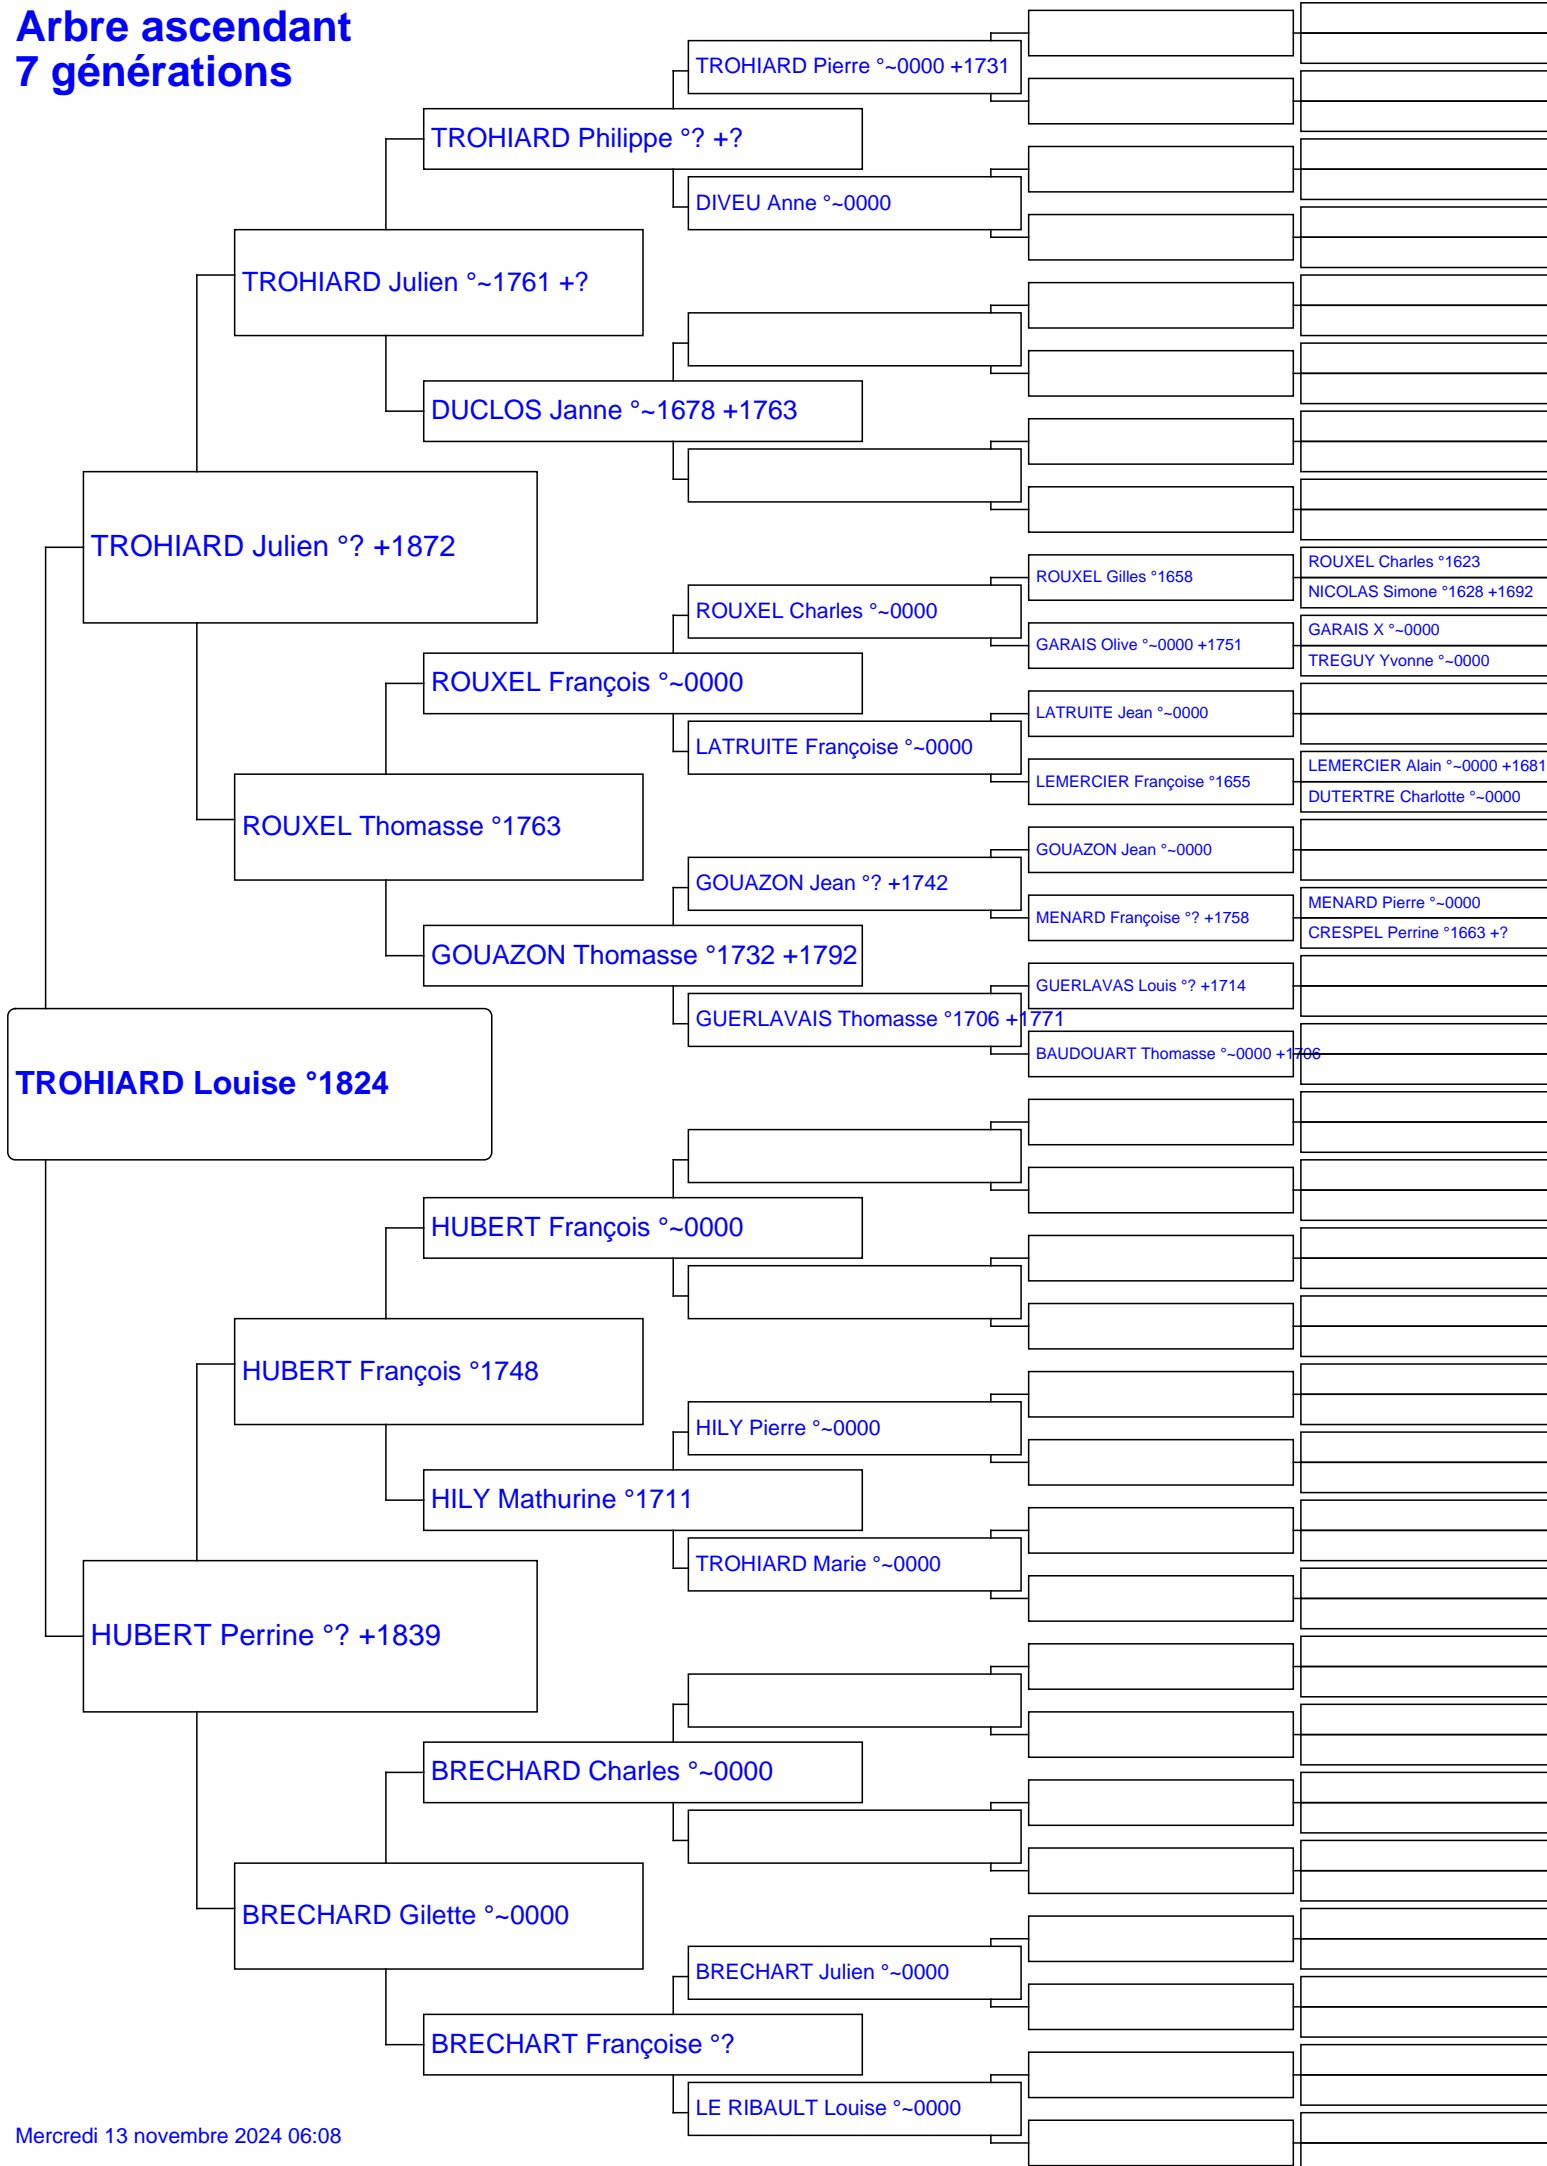 Arbre ascendant
7 générations
TROHIARD Pierre °~0000 +1731
TROHIARD Philippe °? +?
DIVEU Anne °~0000
TROHIARD Julien °~1761 +?
DUCLOS Janne °~1678 +1763
TROHIARD Julien °? +1872
ROUXEL Charles °1623
ROUXEL Gilles °1658
NICOLAS Simone °1628 +1692
ROUXEL Charles °~0000
GARAIS X °~0000
GARAIS Olive °~0000 +1751
TREGUY Yvonne °~0000
ROUXEL François °~0000
LATRUITE Jean °~0000
LATRUITE Françoise °~0000
LEMERCIER Alain °~0000 +1681
LEMERCIER Françoise °1655
DUTERTRE Charlotte °~0000
ROUXEL Thomasse °1763
GOUAZON Jean °~0000
GOUAZON Jean °? +1742
MENARD Pierre °~0000
MENARD Françoise °? +1758
CRESPEL Perrine °1663 +?
GOUAZON Thomasse °1732 +1792
GUERLAVAS Louis °? +1714
GUERLAVAIS Thomasse °1706 +1771
BAUDOUART Thomasse °~0000 +1706
TROHIARD Louise °1824
HUBERT François °~0000
HUBERT François °1748
HILY Pierre °~0000
HILY Mathurine °1711
TROHIARD Marie °~0000
HUBERT Perrine °? +1839
BRECHARD Charles °~0000
BRECHARD Gilette °~0000
BRECHART Julien °~0000
BRECHART Françoise °?
LE RIBAULT Louise °~0000
Mercredi 13 novembre 2024 06:08